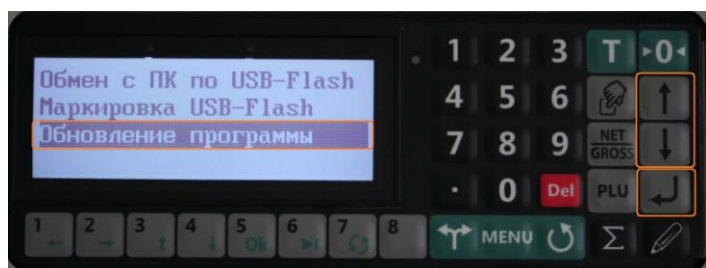 Обмен с ПК по USB-Flash
Маркировка USB-Flash
Обновление программы
1 2 3 T 0
4 5 6
7 8 9 NET GROSS
. 0 Del PLU
1 2 3 4 5 Ok 6 7 8 MENU Σ